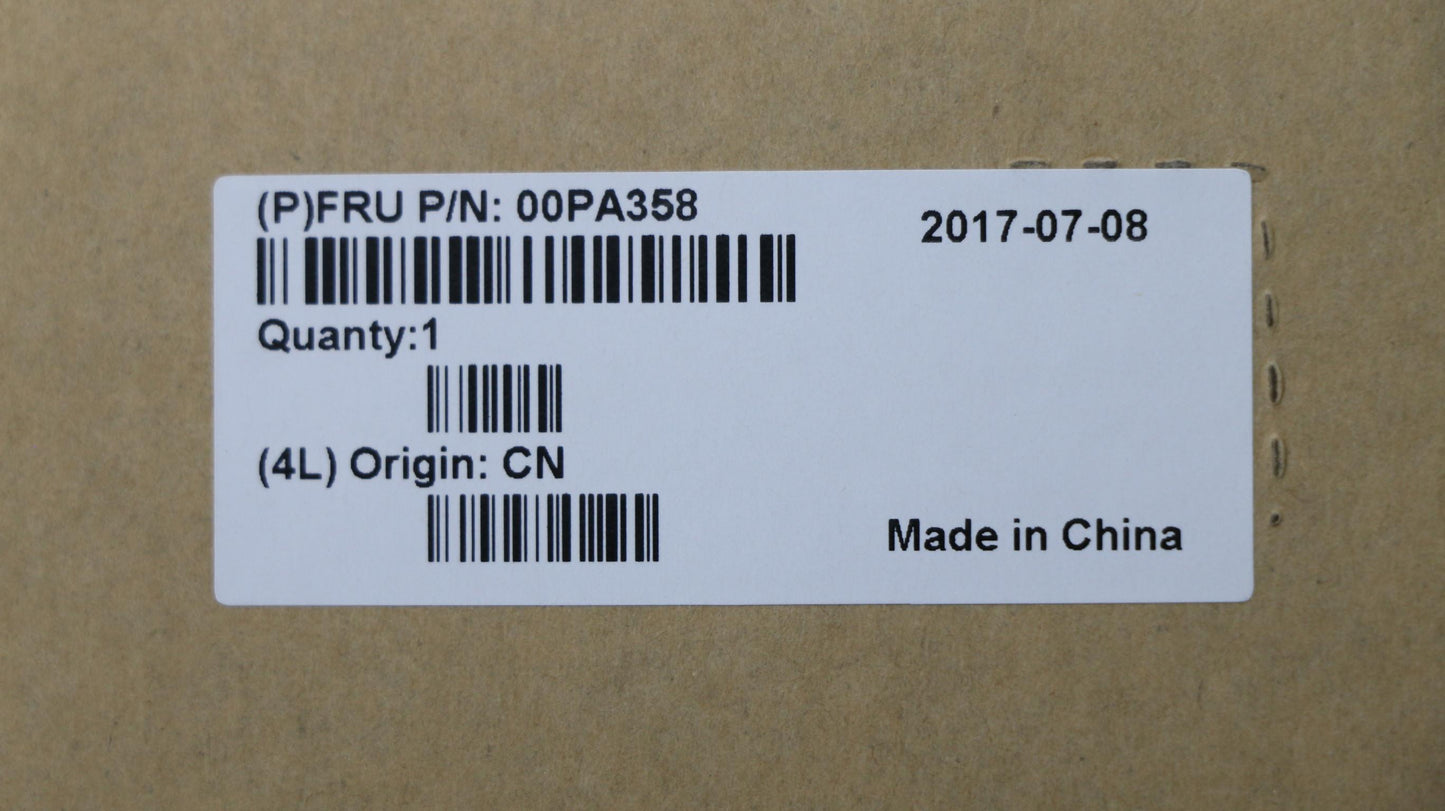 (P)FRU P/N: 00PA358
2017-07-08
Quanty:1
(4L) Origin: CN
Made in China